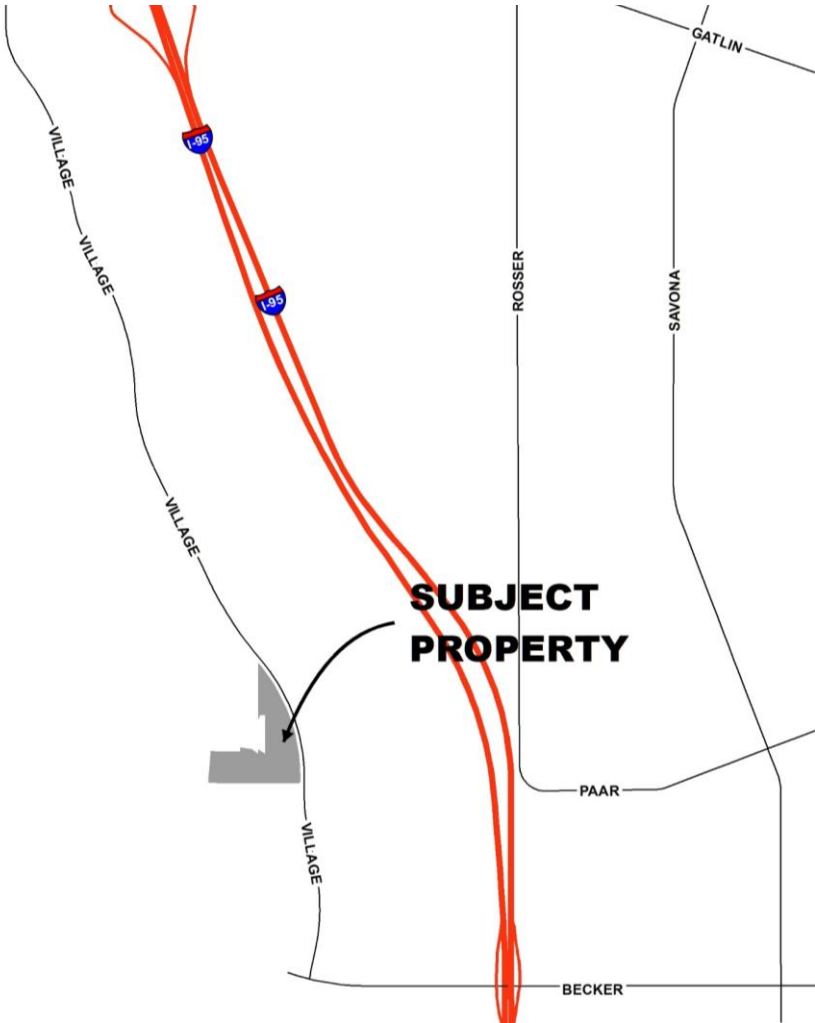 GATLIN
I-95
VILLAGE
VILLAGE
ROSSER
SAVONA
I-95
VILLAGE
SUBJECT
PROPERTY
PAAR
VILLAGE
BECKER